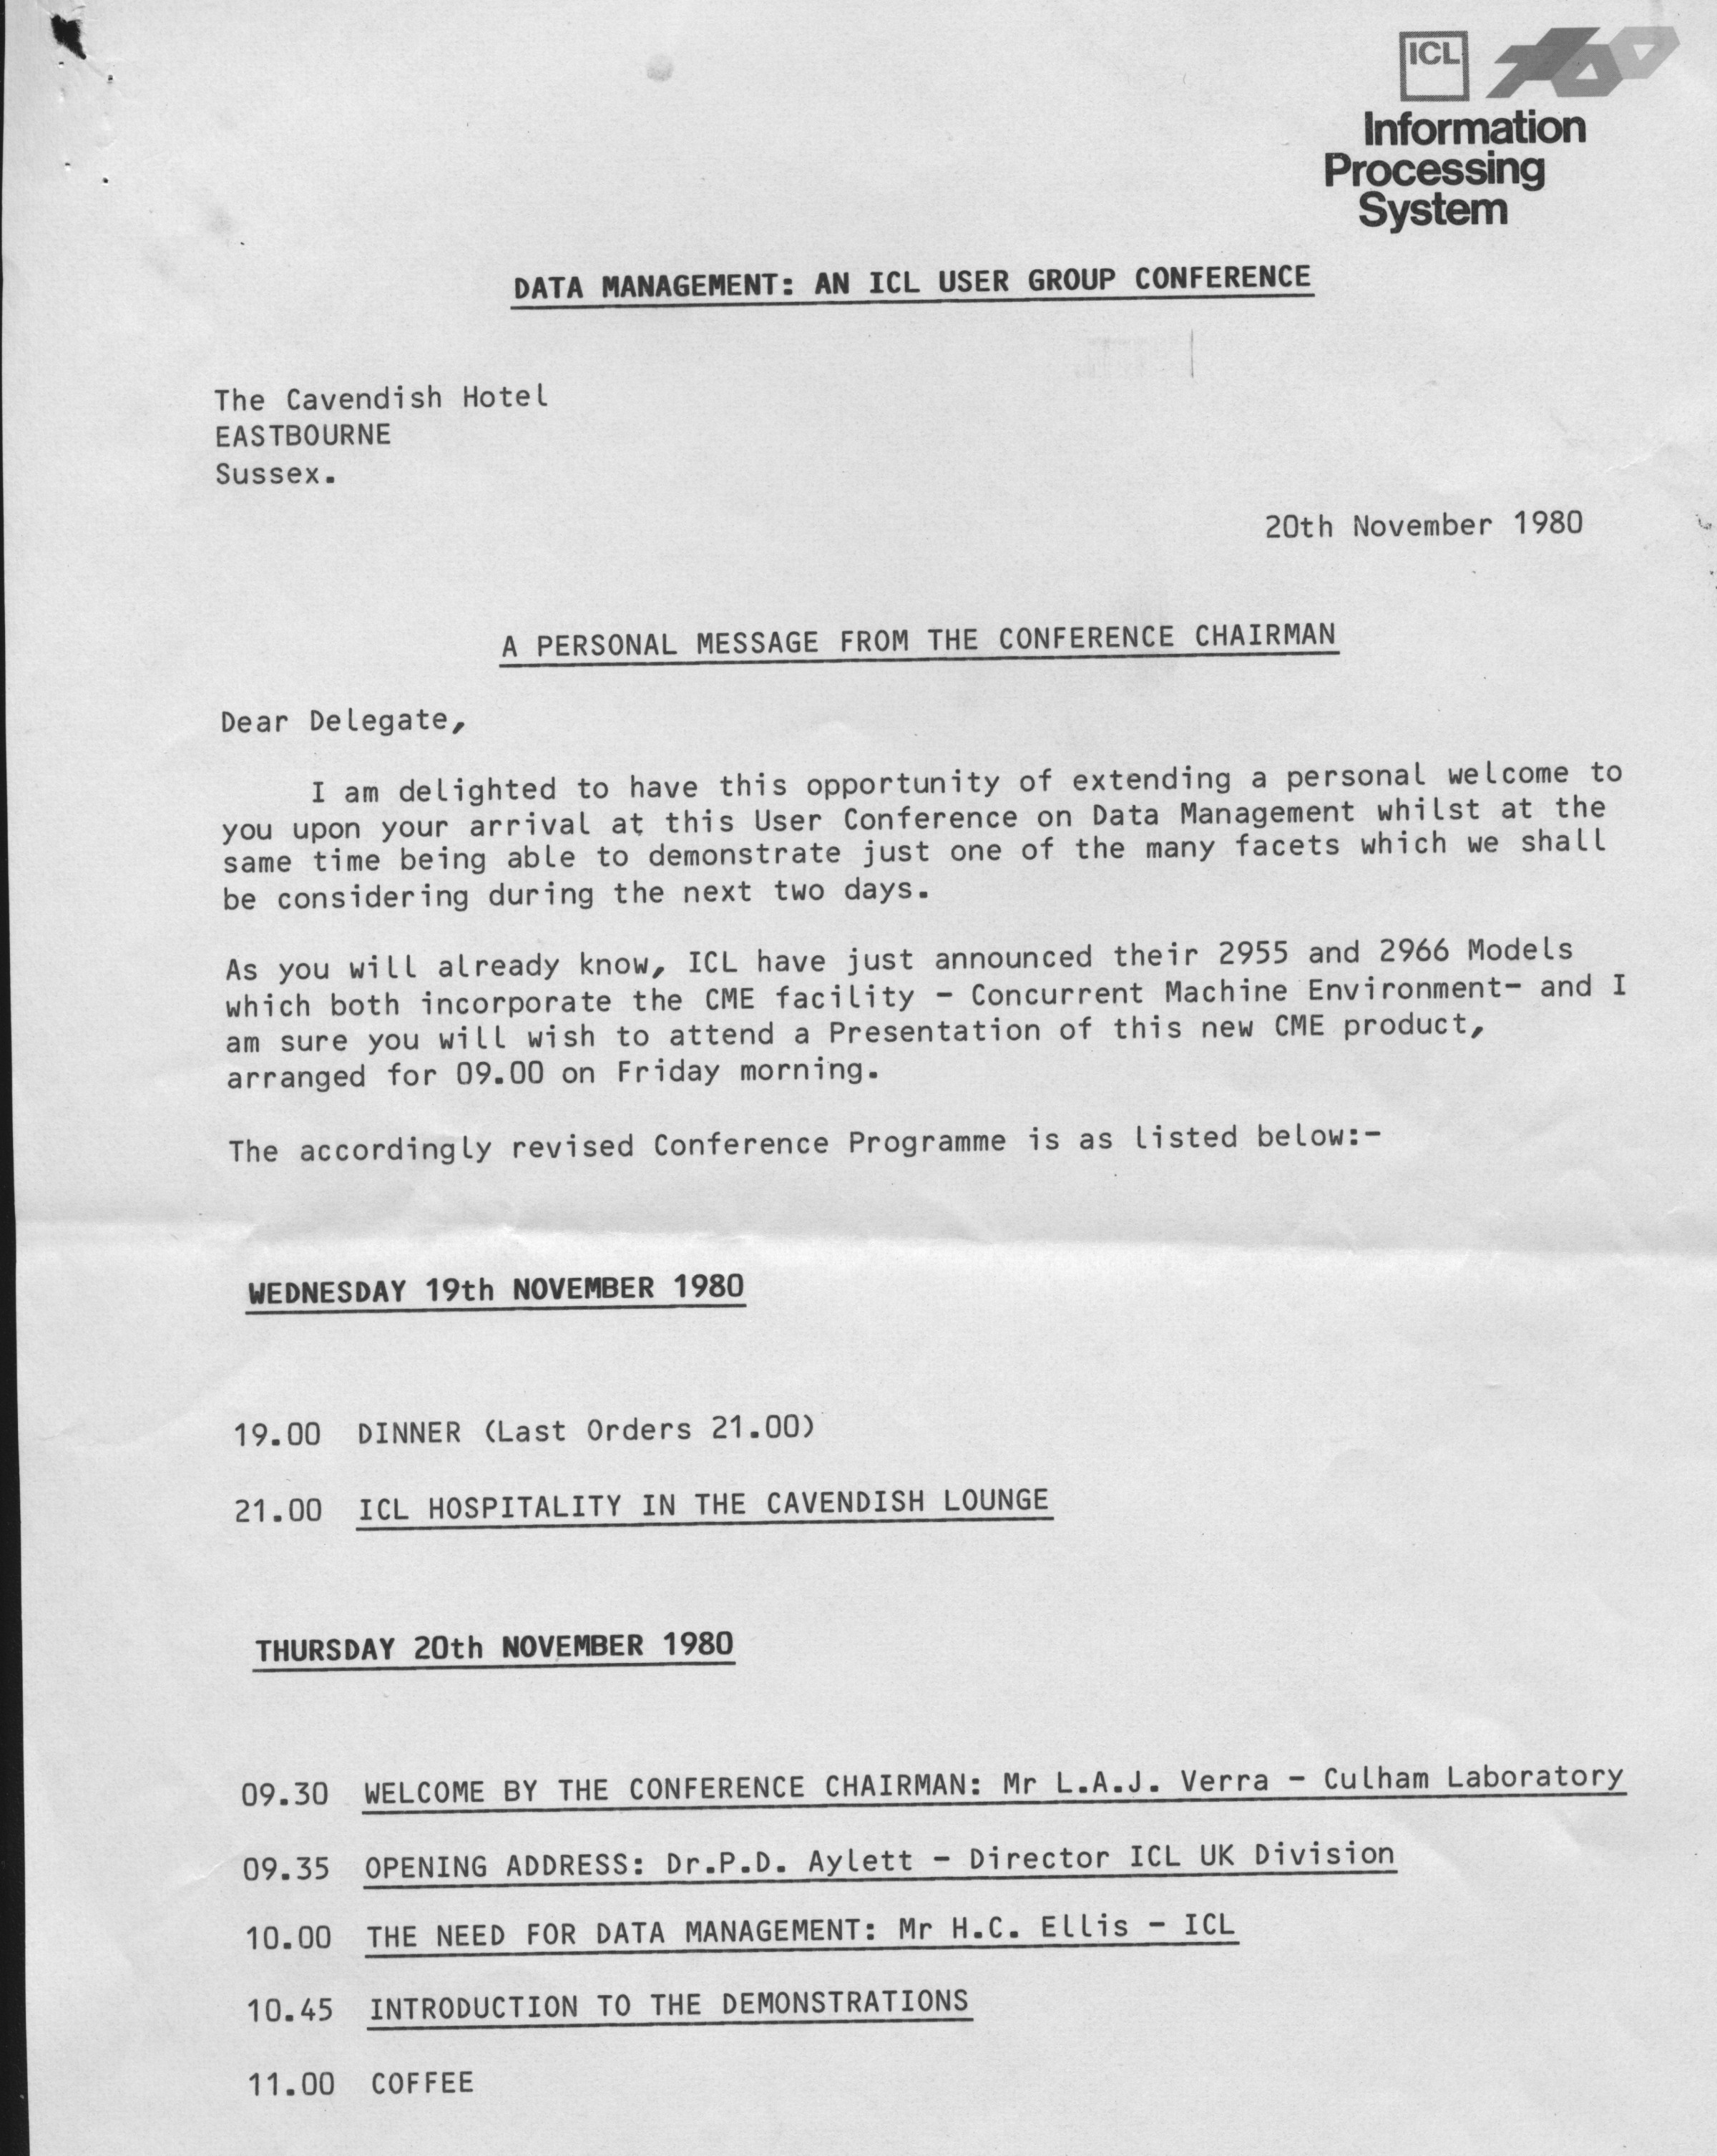 ICL 7700
Information
Processing
System
DATA MANAGEMENT: AN ICL USER GROUP CONFERENCE
The Cavendish Hotel
EASTBOURNE
Sussex.
20th November 1980
A PERSONAL MESSAGE FROM THE CONFERENCE CHAIRMAN
Dear Delegate,
I am delighted to have this opportunity of extending a personal welcome to
you upon your arrival at this User Conference on Data Management whilst at the
same time being able to demonstrate just one of the many facets which we shall
be considering during the next two days.
As you will already know, ICL have just announced their 2955 and 2966 Models
which both incorporate the CME facility - Concurrent Machine Environment- and I
am sure you will wish to attend a Presentation of this new CME product,
arranged for 09.00 on Friday morning.
The accordingly revised Conference Programme is as listed below:-
WEDNESDAY 19th NOVEMBER 1980
19.00 DINNER (Last Orders 21.00)
21.00 ICL HOSPITALITY IN THE CAVENDISH LOUNGE
THURSDAY 20th NOVEMBER 1980
09.30 WELCOME BY THE CONFERENCE CHAIRMAN: Mr L.A.J. Verra - Culham Laboratory
09.35 OPENING ADDRESS: Dr.P.D. Aylett - Director ICL UK Division
10.00 THE NEED FOR DATA MANAGEMENT: Mr H.C. Ellis - ICL
10.45 INTRODUCTION TO THE DEMONSTRATIONS
11.00 COFFEE